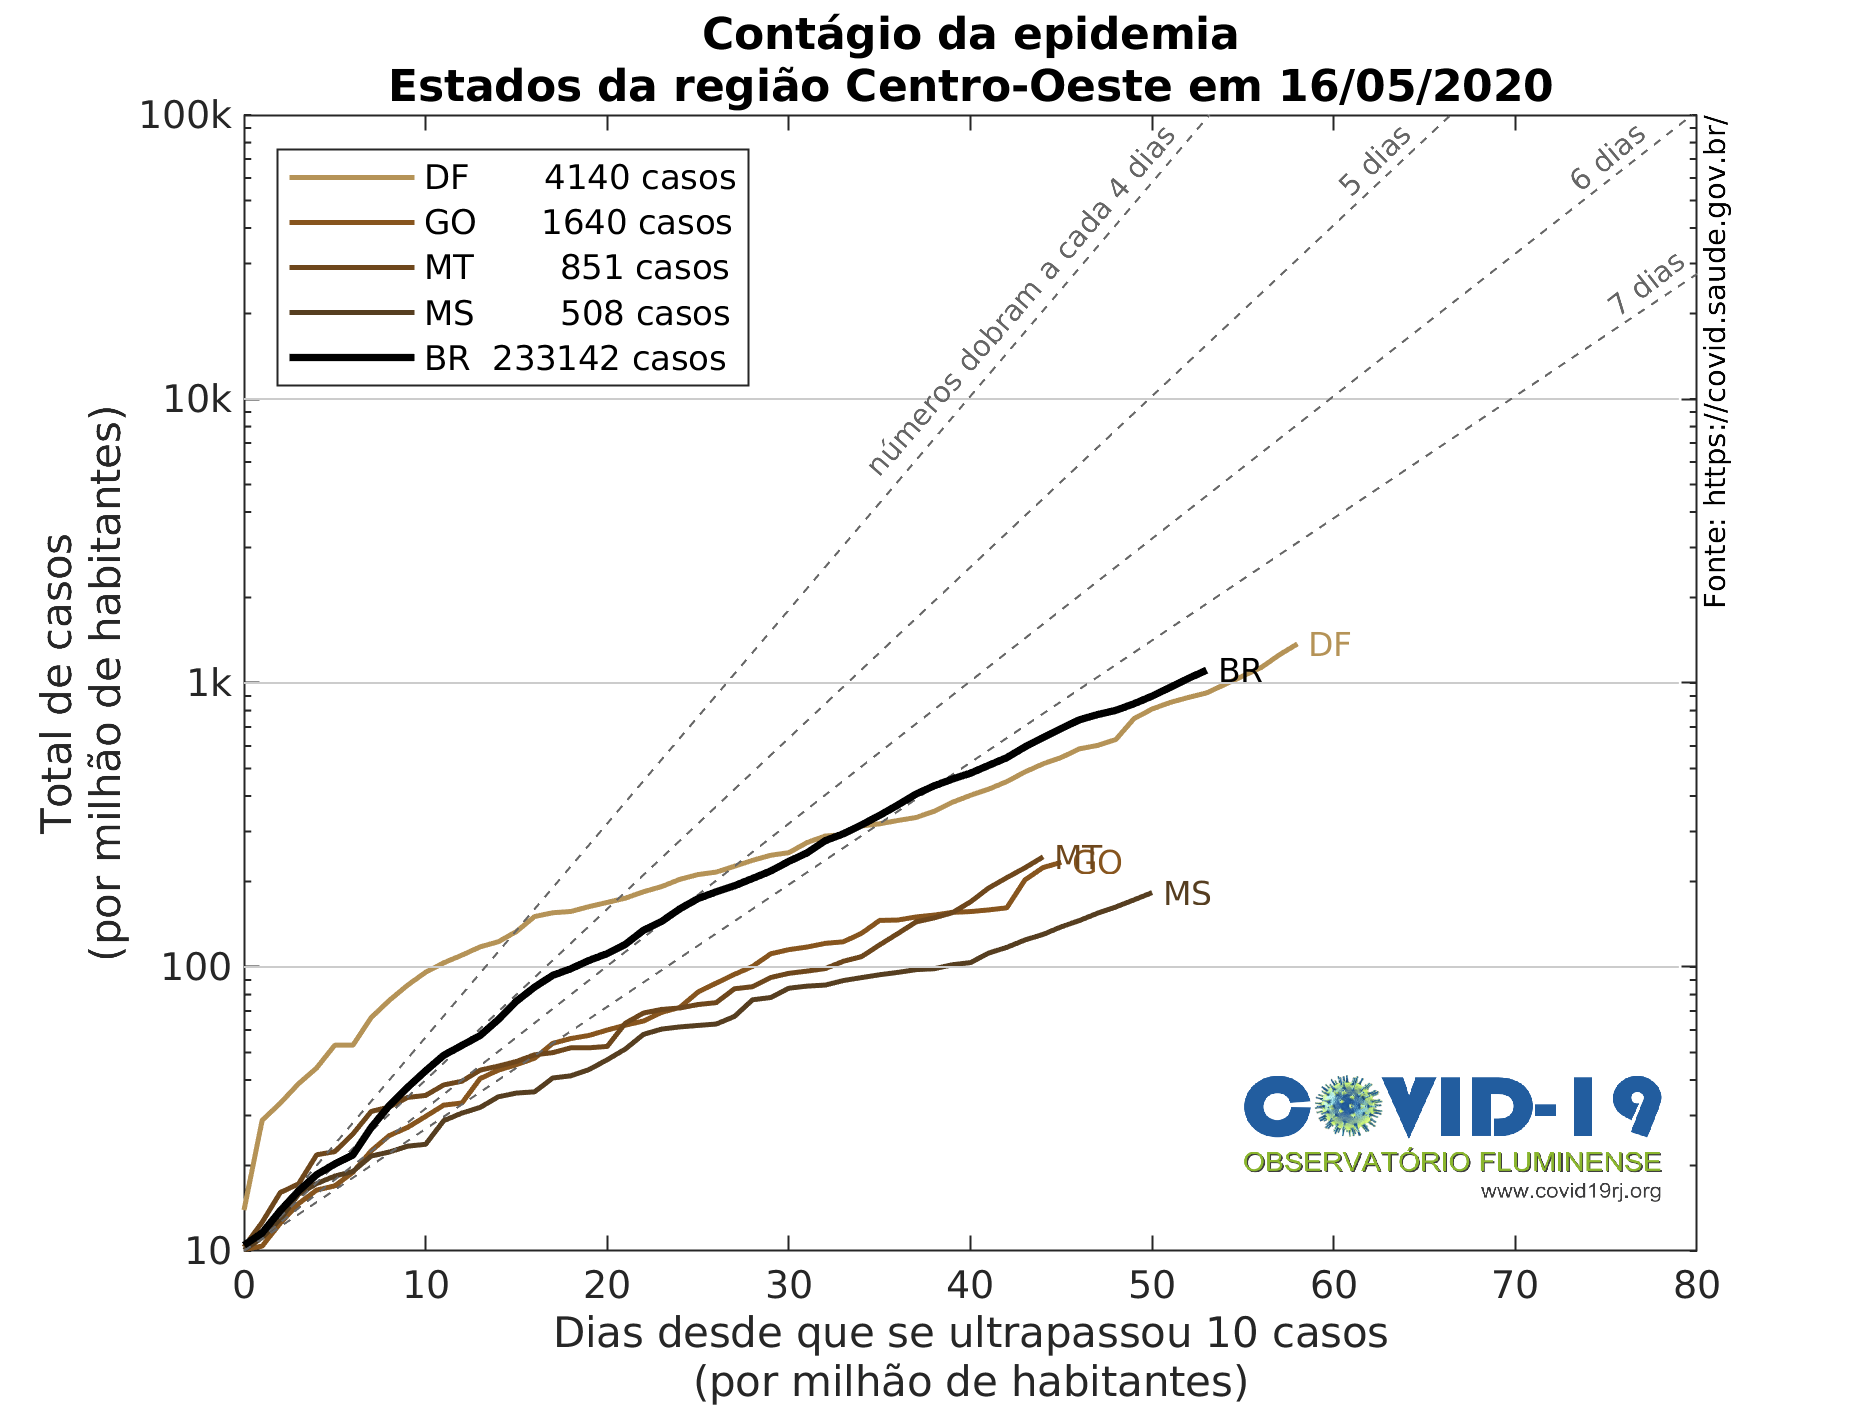 Contágio da epidemia
Estados da região Centro-Oeste em 16/05/2020
100k
10k
1k
100
10
Total de casos
(por milhão de habitantes)
DF 4140 casos
GO 1640 casos
MT 851 casos
MS 508 casos
BR 233142 casos
números dobram a cada 4 dias
5 dias
6 dias
7 dias
Fonte: https://covid.saude.gov.br/
DF
BR
MT
GO
MS
COVID-19
OBSERVATÓRIO FLUMINENSE
www.covid19rj.org
0 10 20 30 40 50 60 70 80
Dias desde que se ultrapassou 10 casos
(por milhão de habitantes)